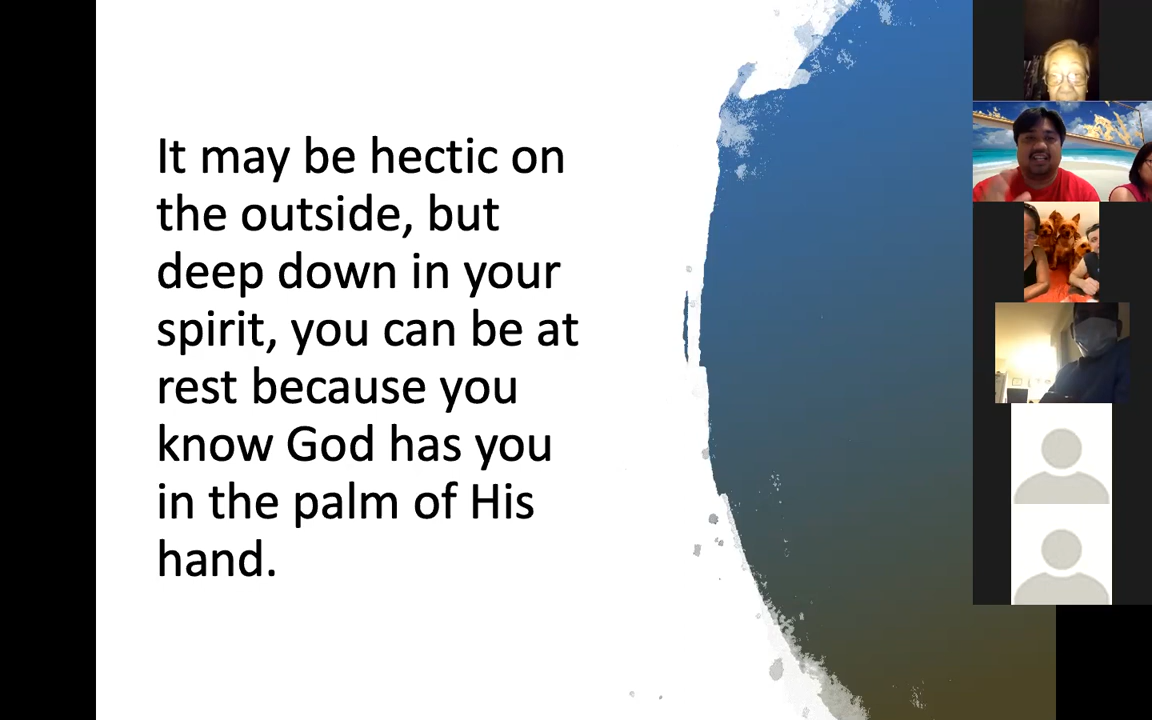 It may be hectic on
the outside, but
deep down in your
spirit, you can be at
rest because you
know God has you
in the palm of His
hand.